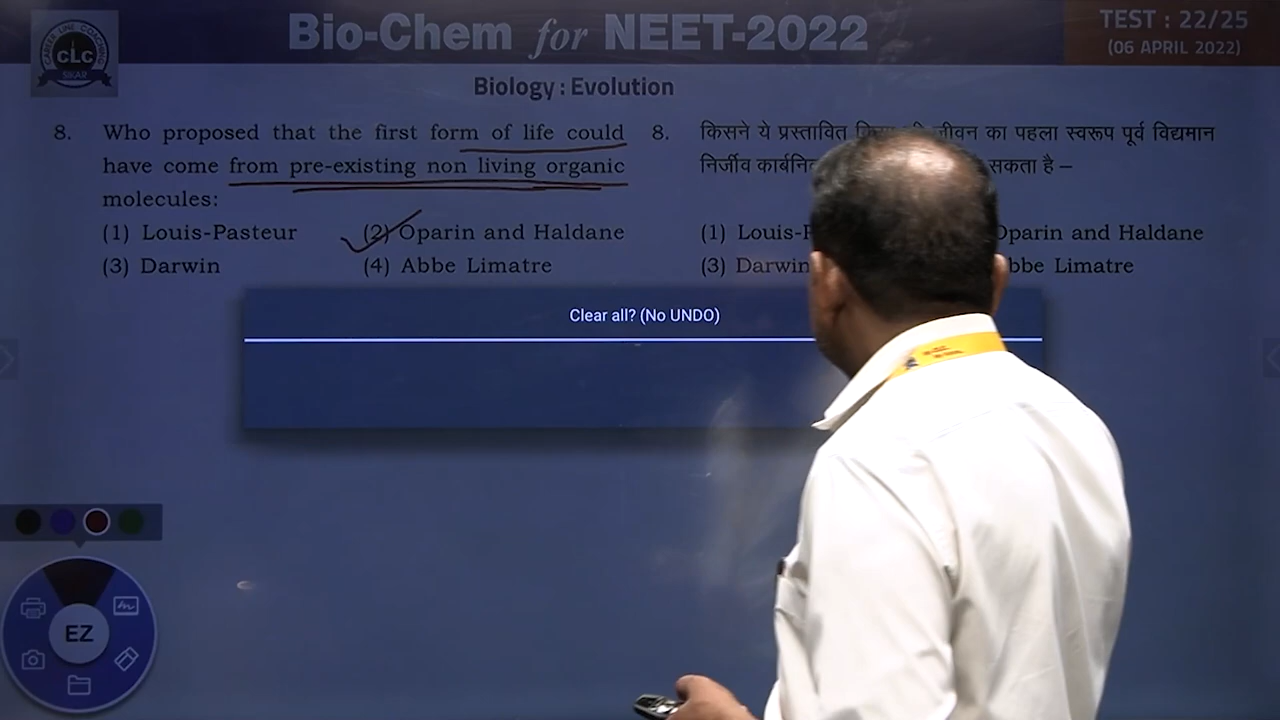 Bio-Chem for NEET-2022
TEST : 22/25
(06 APRIL 2022)
CLC
SIKAR
Biology : Evolution
8. Who proposed that the first form of life could
have come from pre-existing non living organic
molecules:
(1) Louis-Pasteur (2) Oparin and Haldane
(3) Darwin (4) Abbe Limatre
8. किसने ये प्रस्तावित जीवन का पहला स्वरूप पूर्व विद्यमान
निर्जीव सकता है –
(1) Oparin and Haldane
(3) Darwin Limatre
Clear all? (No UNDO)
EZ